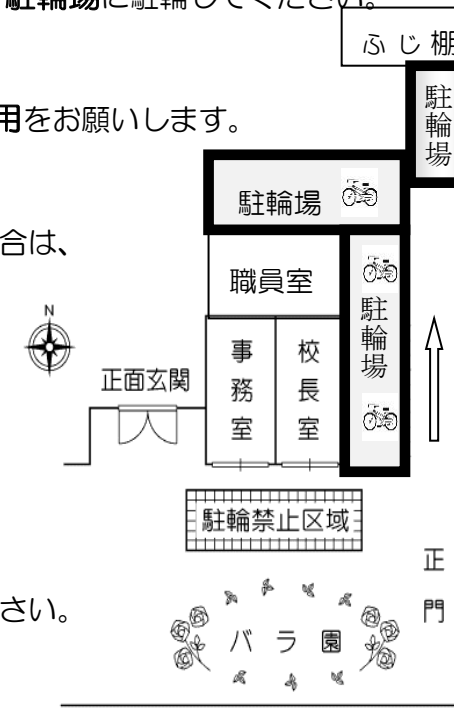 駐輪場に駐輪してください。
ふじ棚
駐輪場
用をお願いします。
駐輪場
合は、
職員室
駐輪場
N
正面玄関
事務室
校長室
駐輪禁止区域
正門
さい。
バラ園